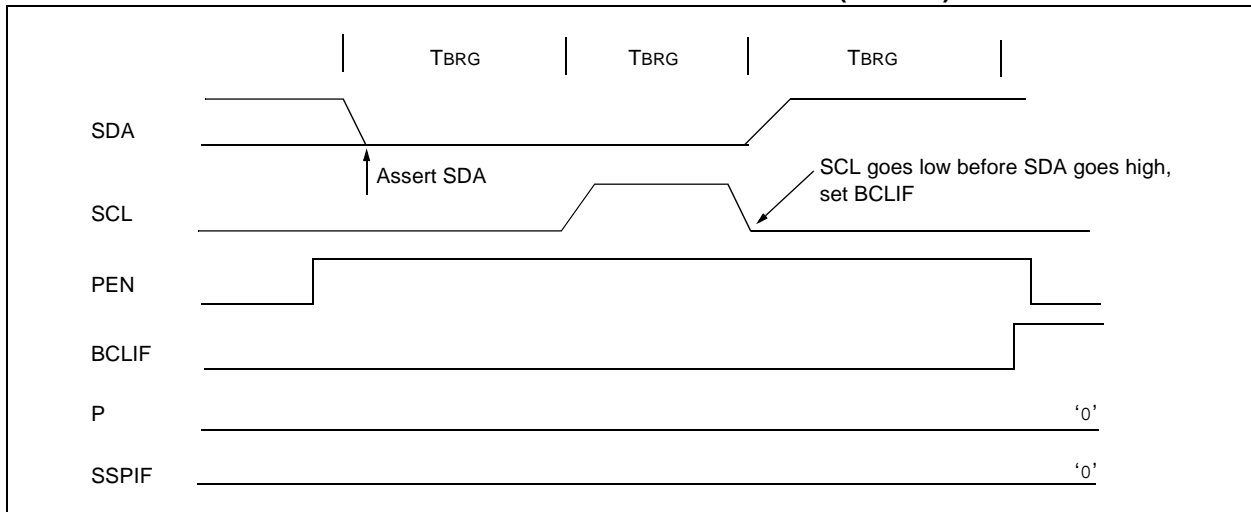 TBRG TBRG TBRG
SDA
Assert SDA
SCL goes low before SDA goes high,
set BCLIF
SCL
PEN
BCLIF
P ‘0’
SSPIF ‘0’